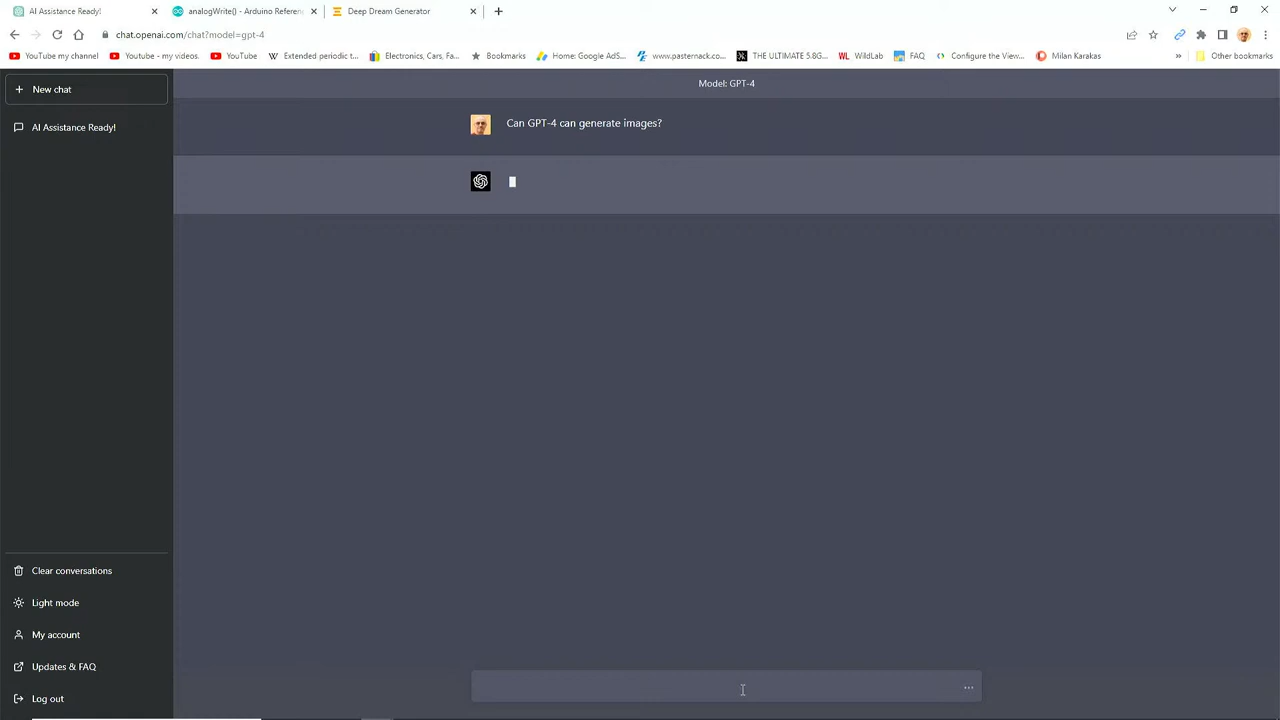 AI Assistance Ready!
analogWrite() - Arduino Referenc
Deep Dream Generator
chat.openai.com/chat?model=gpt-4
YouTube my channel
YouTube - my videos.
YouTube
Extended periodic t...
Electronics, Cars, Fa...
Bookmarks
Home: Google AdS...
www.pasternack.co...
THE ULTIMATE 5.8G...
WildLab
FAQ
Configure the View...
Milan Karakas
»
Other bookmarks
+ New chat
Model: GPT-4
AI Assistance Ready!
Can GPT-4 can generate images?
Clear conversations
Light mode
My account
Updates & FAQ
Log out
...